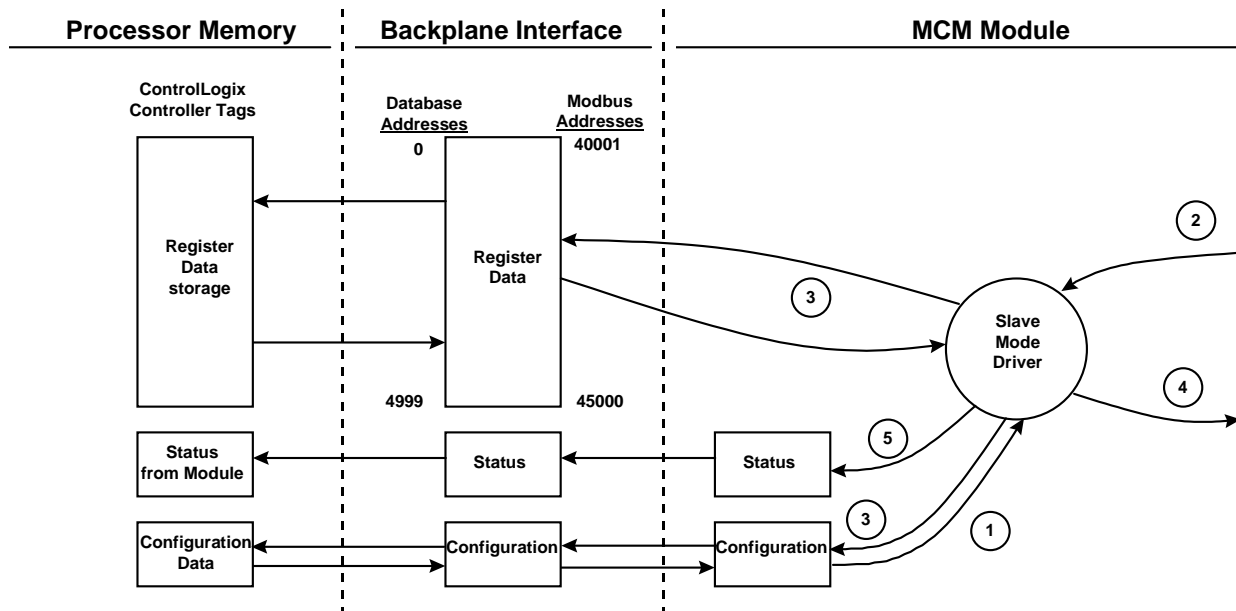 Processor Memory
Backplane Interface
MCM Module
ControlLogix
Controller Tags
Database
Addresses
0
Modbus
Addresses
40001
Register
Data
storage
Register
Data
3
2
Slave
Mode
Driver
4
4999
45000
Status
from Module
Status
Status
5
Configuration
Data
Configuration
Configuration
3
1